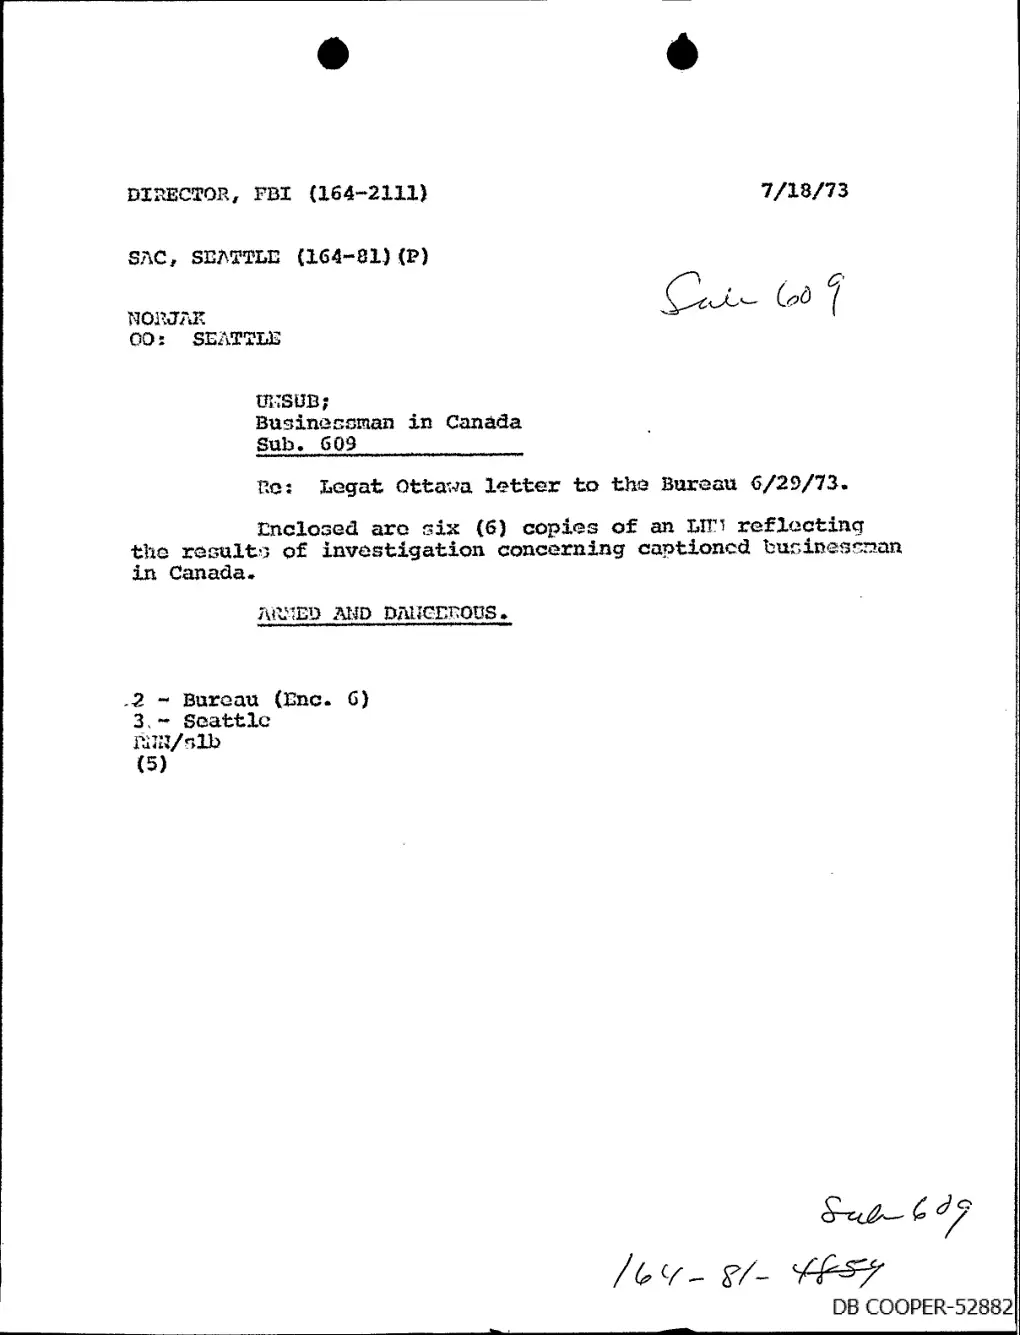 DIRECTOR, FBI (164-2111) 7/18/73
SAC, SEATTLE (164-81)(P)
Sub 609
NORJAK
OO: SEATTLE
UNSUB;
Businessman in Canada
Sub. 609
Re: Legat Ottawa letter to the Bureau 6/29/73.
Enclosed are six (6) copies of an LHM reflecting
the results of investigation concerning captioned businessman
in Canada.
ARMED AND DANGEROUS.
2 - Bureau (Enc. 6)
3 - Seattle
/slb
(5)
Sub 609
164-81-4854
DB COOPER-52882